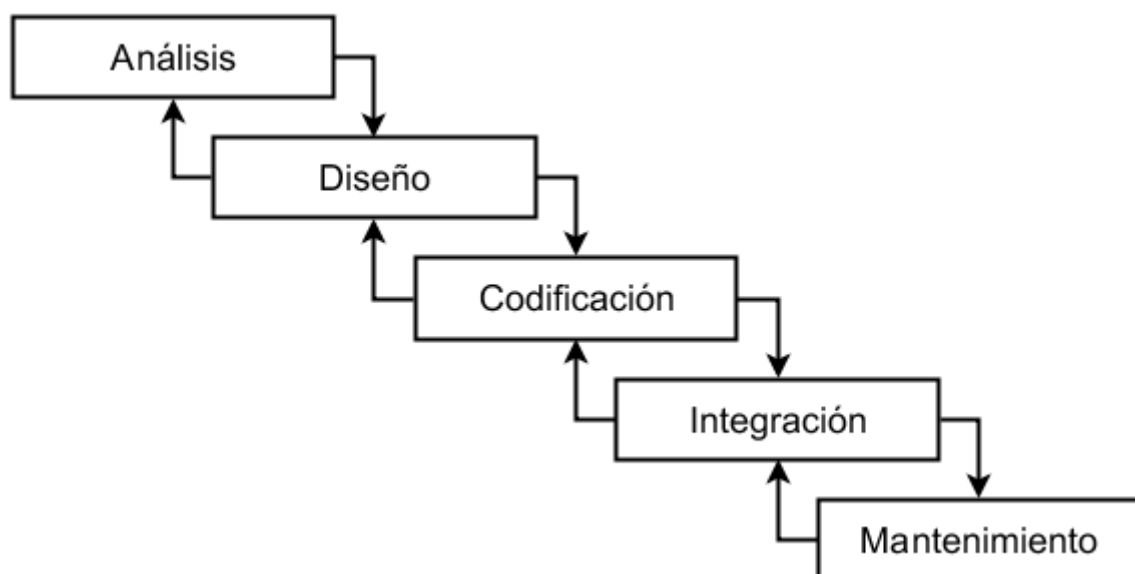 Análisis
Diseño
Codificación
Integración
Mantenimiento